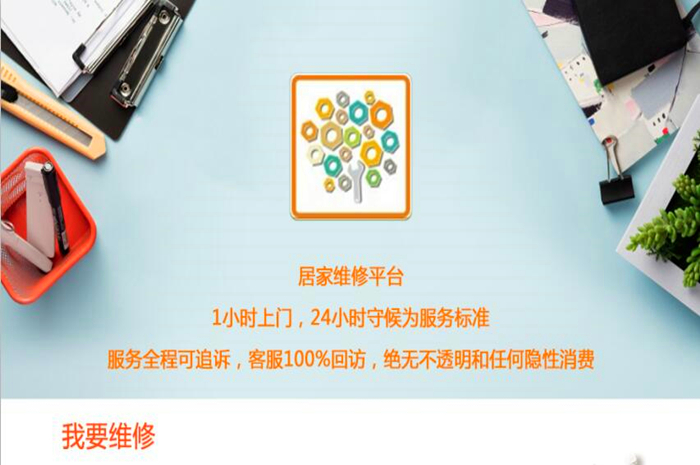 居家维修平台
1小时上门，24小时守候为服务标准
服务全程可追诉，客服100%回访，绝无不透明和任何隐性消费
我要维修